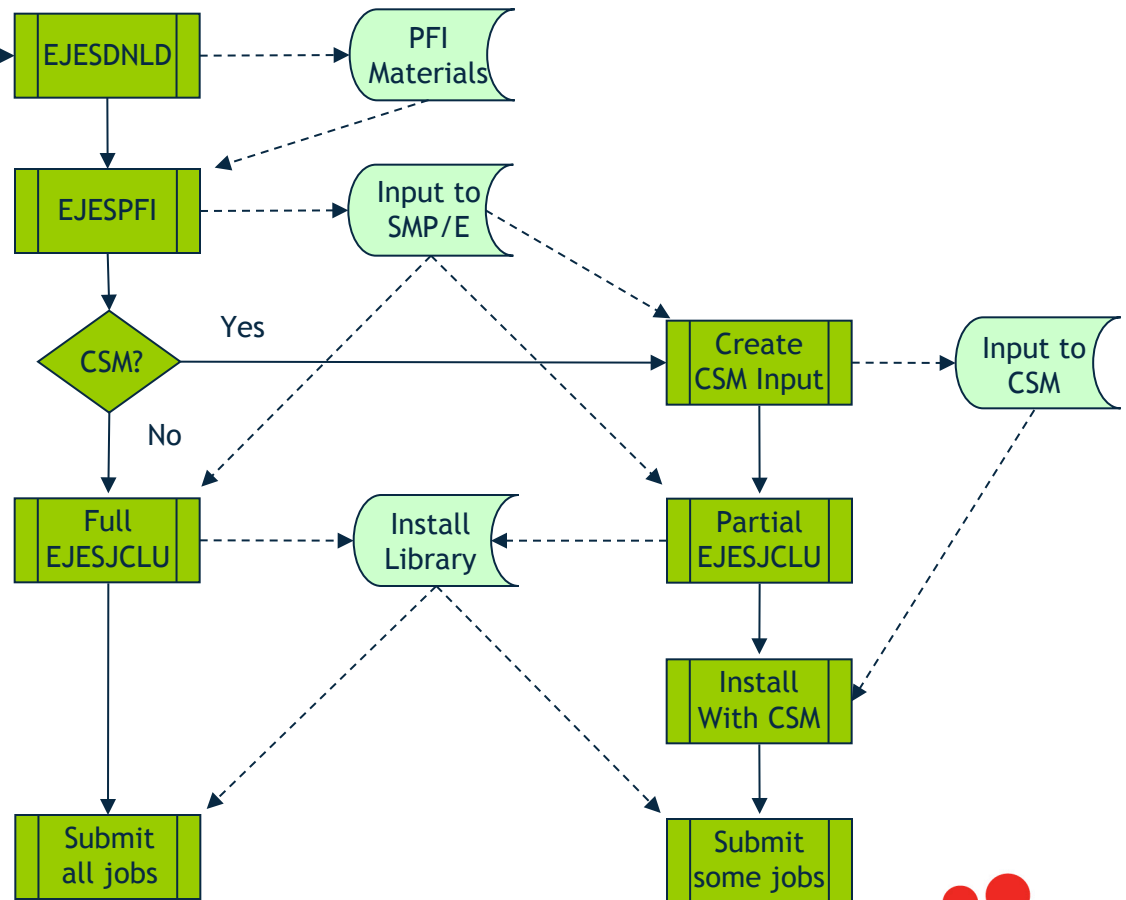 EJESDNLD
PFI
Materials
EJESPFI
Input to
SMP/E
CSM?
Yes
No
Create
CSM Input
Input to
CSM
Full
EJESJCLU
Install
Library
Partial
EJESJCLU
Install
With CSM
Submit
all jobs
Submit
some jobs